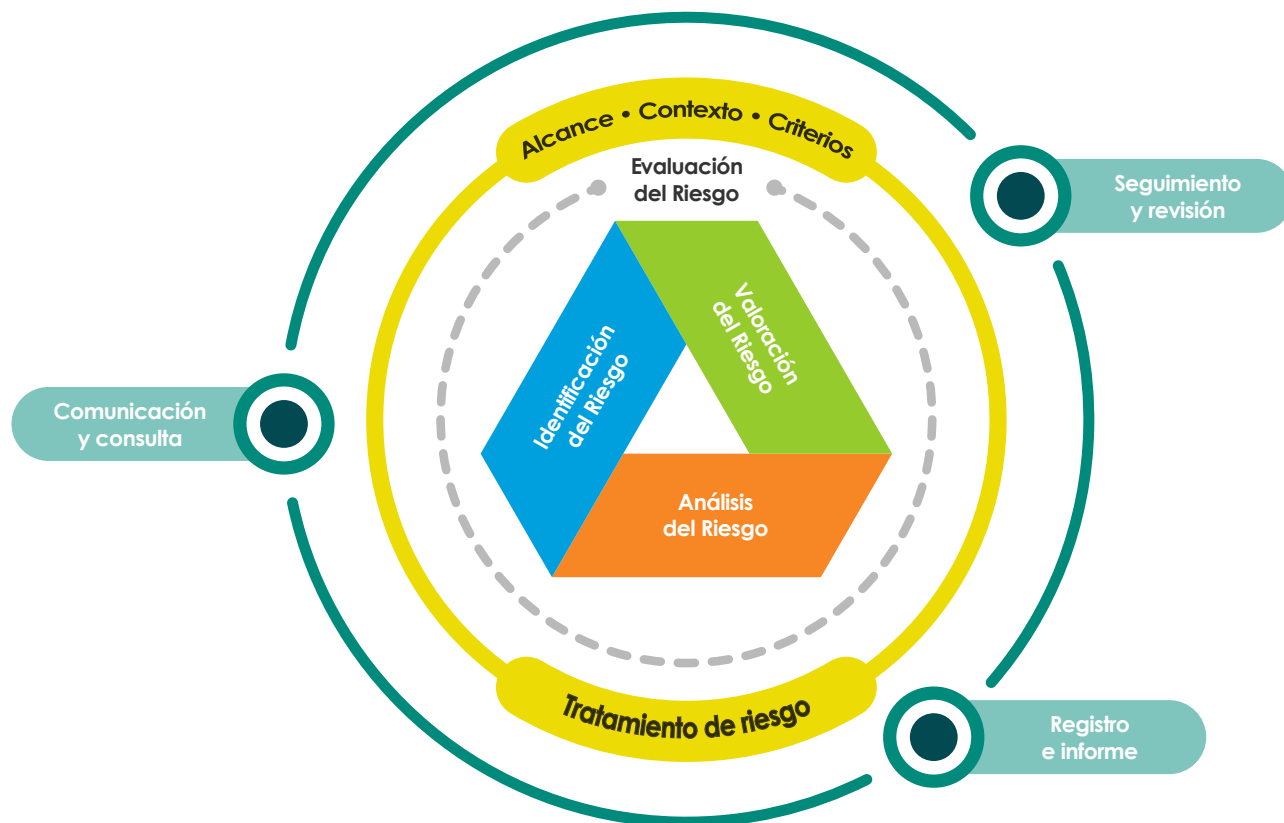 Alcance • Contexto • Criterios
Evaluación
del Riesgo
Seguimiento
y revisión
Valoración
del Riesgo
Identificación
del Riesgo
Comunicación
y consulta
Análisis
del Riesgo
Tratamiento de riesgo
Registro
e informe